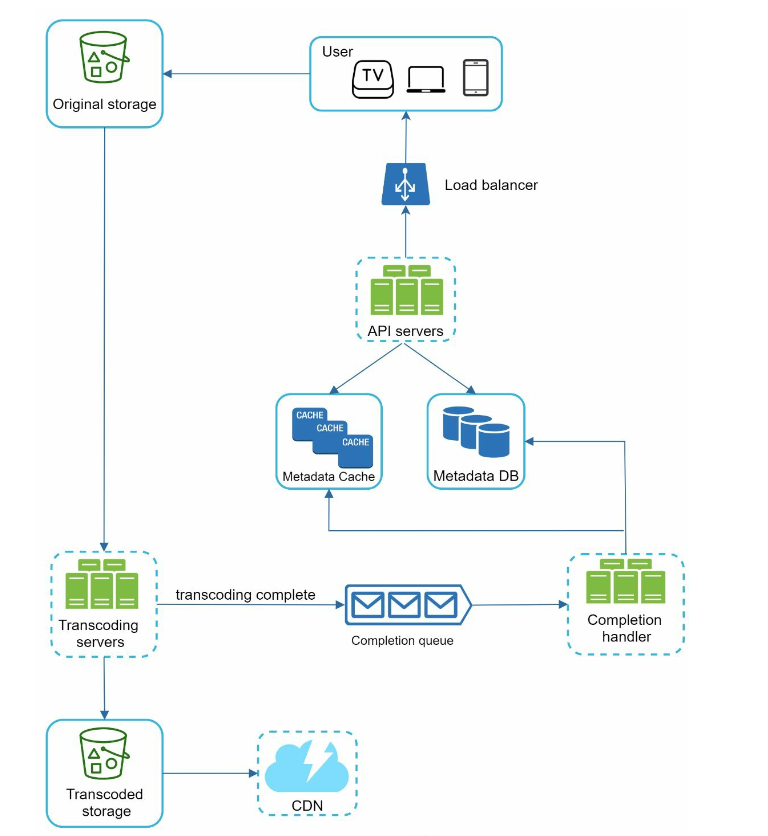 User
TV
Original storage
Load balancer
API servers
CACHE
CACHE
CACHE
Metadata Cache
Metadata DB
transcoding complete
Transcoding
servers
Completion queue
Completion
handler
Transcoded
storage
CDN